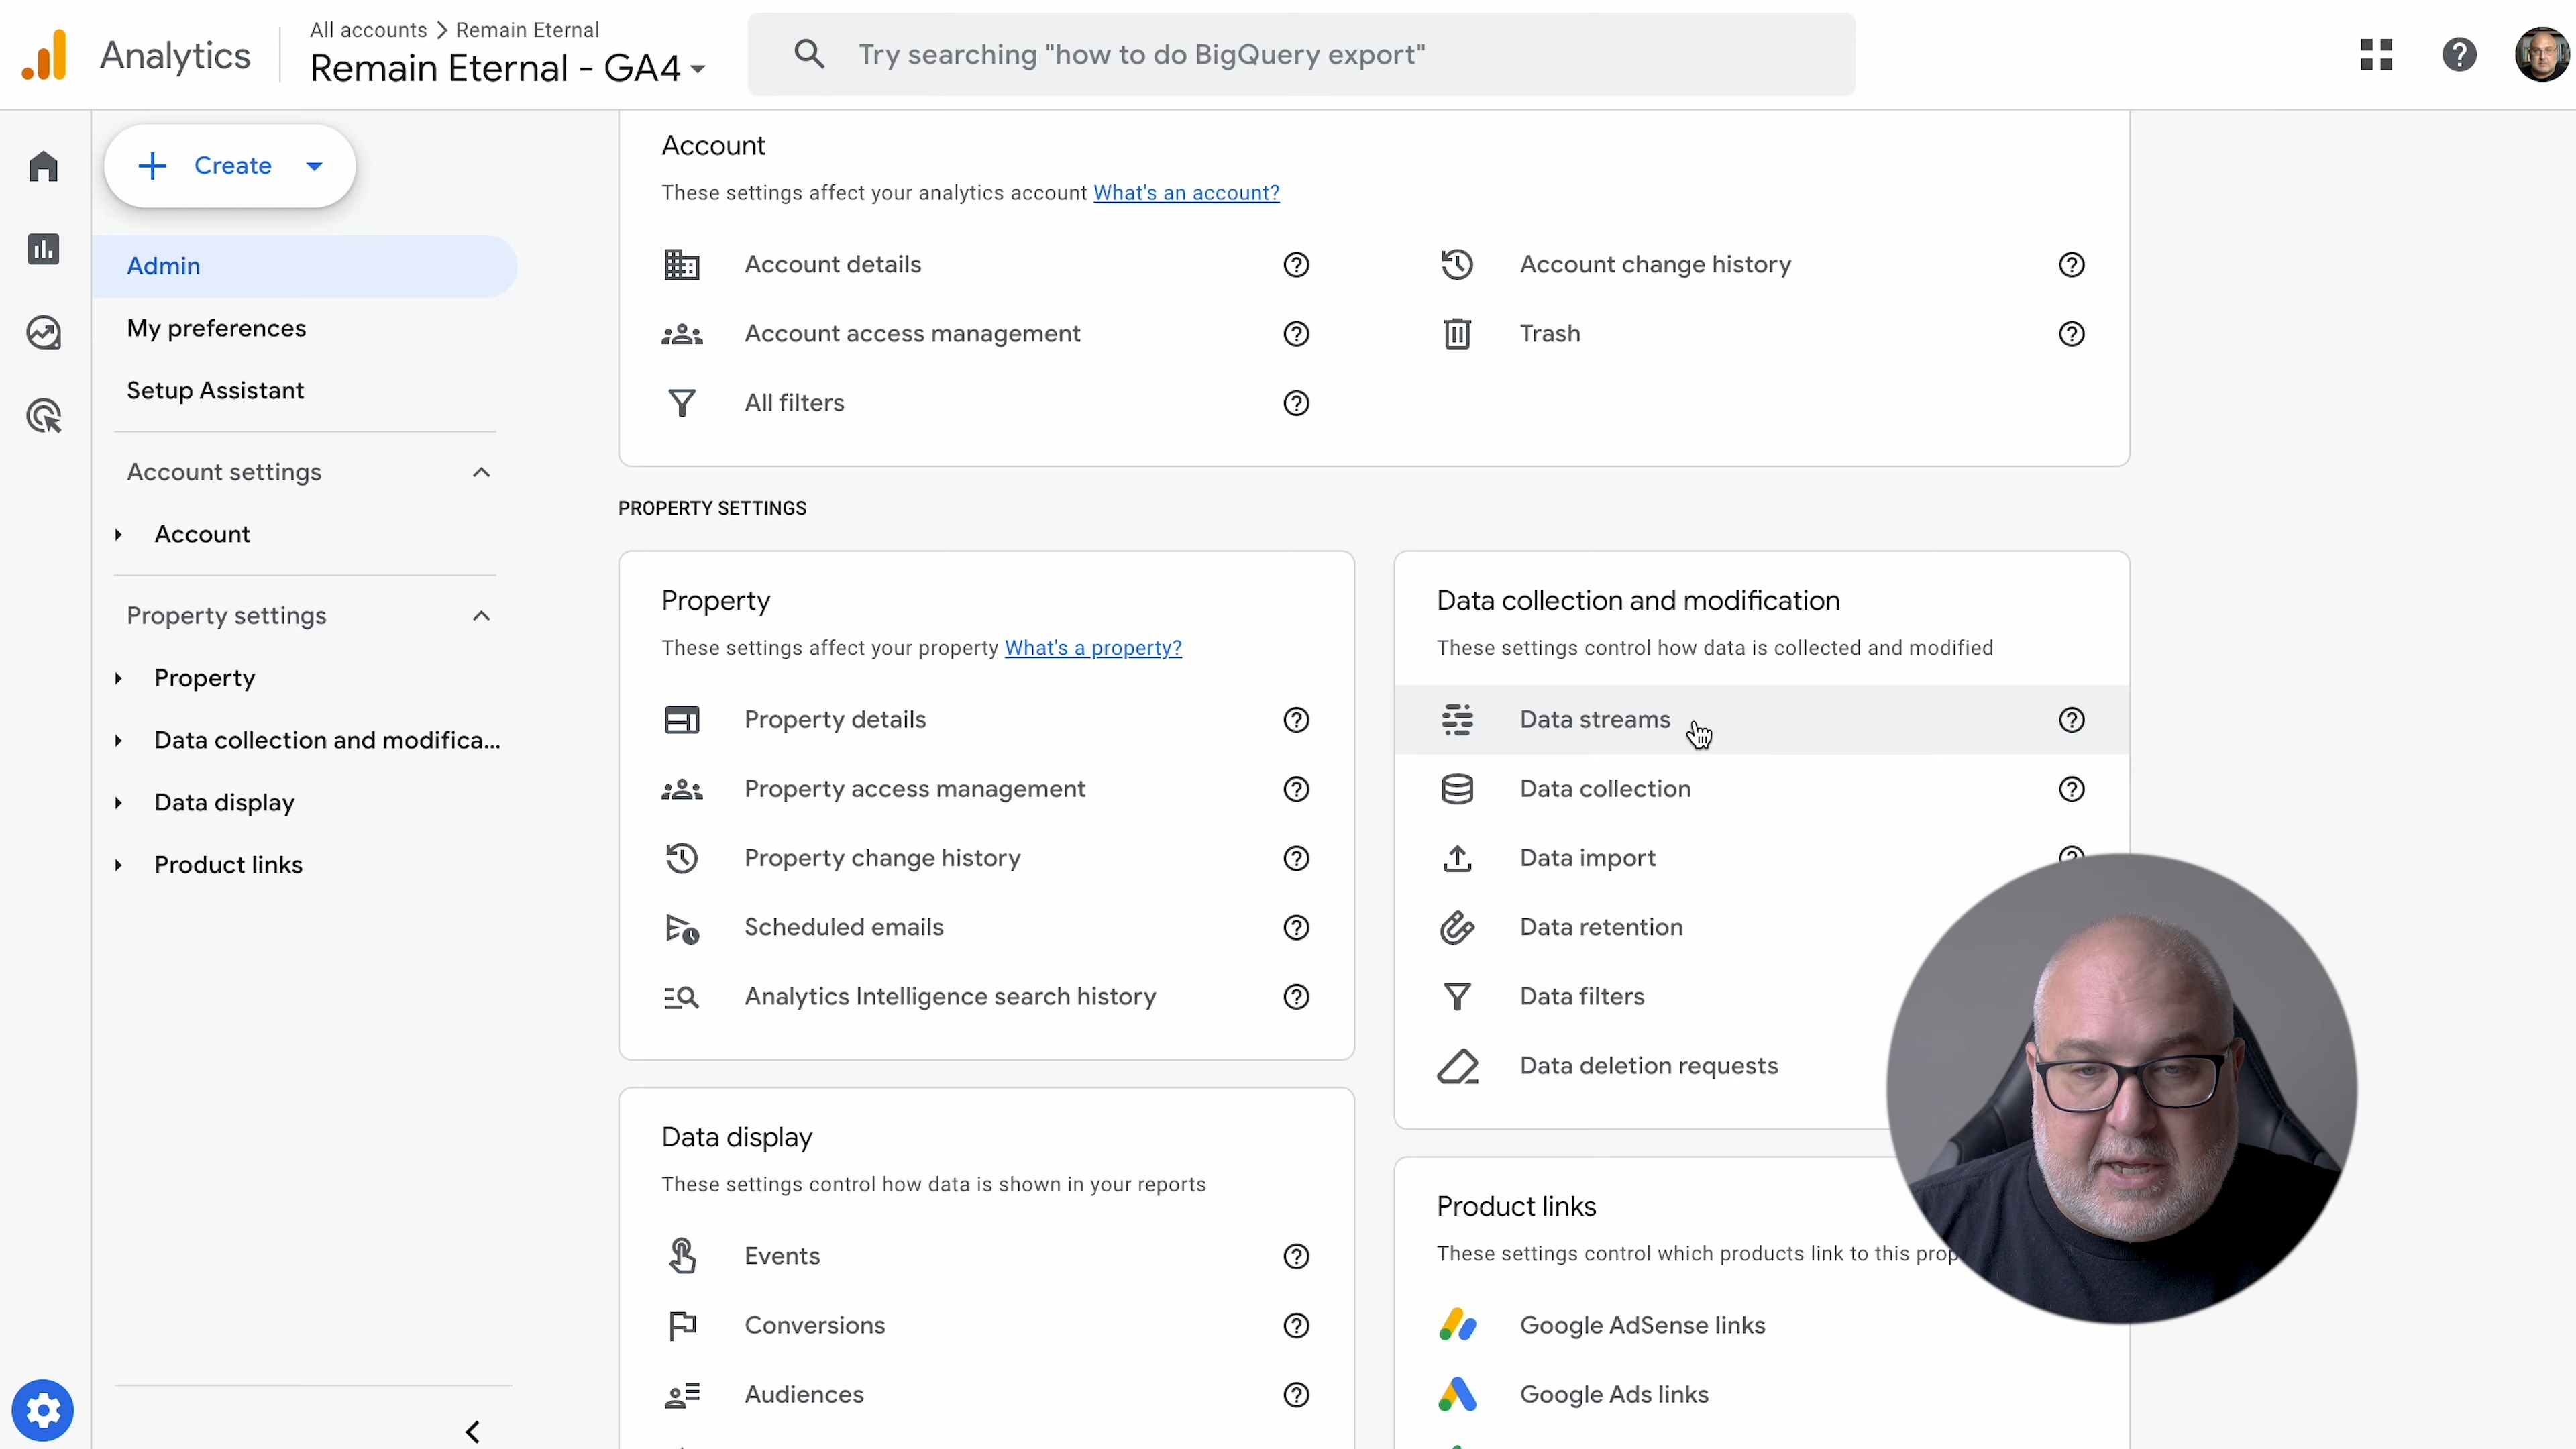 Analytics
All accounts > Remain Eternal
Remain Eternal - GA4
Try searching "how to do BigQuery export"
Create
Admin
My preferences
Setup Assistant
Account settings
Account
Property settings
Property
Data collection and modifica...
Data display
Product links
Account
These settings affect your analytics account What's an account?
Account details
Account change history
Account access management
Trash
All filters
PROPERTY SETTINGS
Property
These settings affect your property What's a property?
Property details
Property access management
Property change history
Scheduled emails
Analytics Intelligence search history
Data collection and modification
These settings control how data is collected and modified
Data streams
Data collection
Data import
Data retention
Data filters
Data deletion requests
Data display
These settings control how data is shown in your reports
Events
Conversions
Audiences
Product links
These settings control which products link to this prop
Google AdSense links
Google Ads links